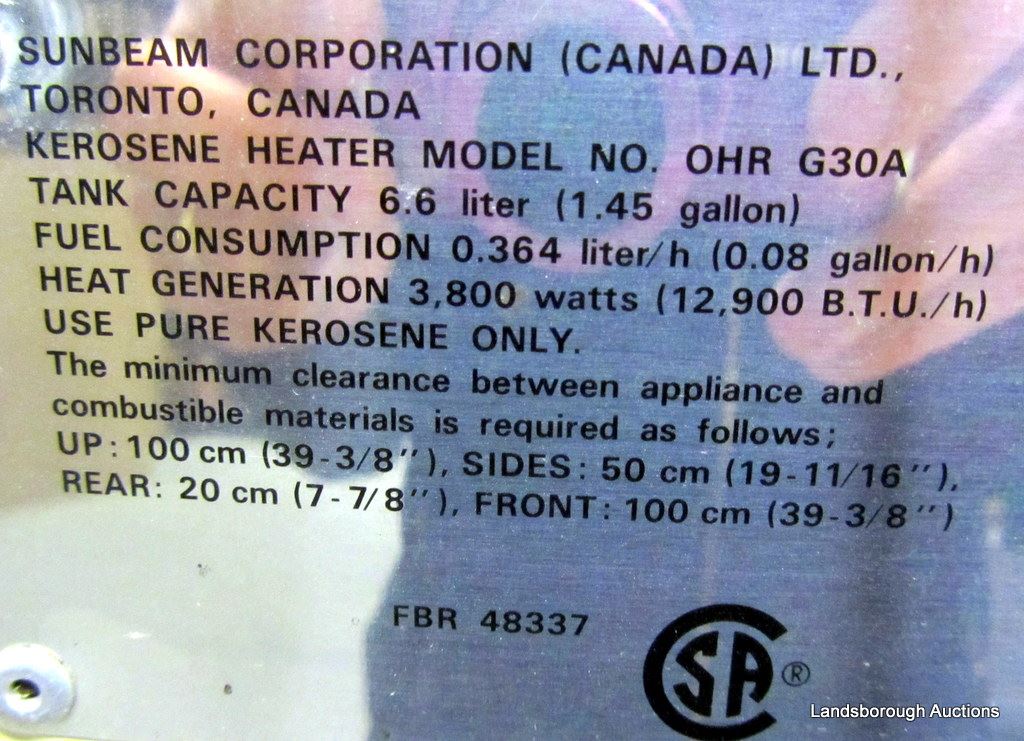 SUNBEAM CORPORATION (CANADA) LTD.,
TORONTO, CANADA
KEROSENE HEATER MODEL NO. OHR G30A
TANK CAPACITY 6.6 liter (1.45 gallon)
FUEL CONSUMPTION 0.364 liter/h (0.08 gallon/h)
HEAT GENERATION 3,800 watts (12,900 B.T.U./h)
USE PURE KEROSENE ONLY.
The minimum clearance between appliance and
combustible materials is required as follows;
UP: 100 cm (39-3/8″), SIDES: 50 cm (19-11/16″),
REAR: 20 cm (7-7/8″), FRONT: 100 cm (39-3/8″)
FBR 48337
CSA ®
Landsborough Auctions